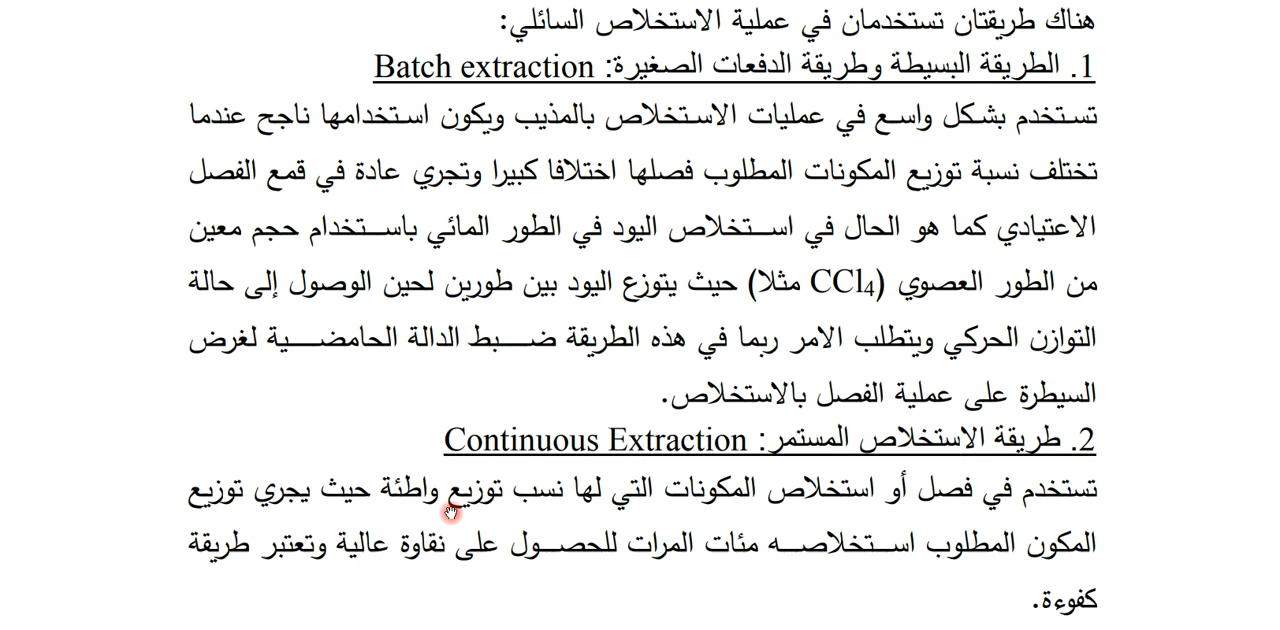 هناك طريقتان تستخدمان في عملية الاستخلاص السائلي:
1. الطريقة البسيطة وطريقة الدفعات الصغيرة: Batch extraction
تستخدم بشكل واسع في عمليات الاستخلاص بالمذيب ويكون استخدامها ناجح عندما
تختلف نسبة توزيع المكونات المطلوب فصلها اختلافا كبيرا وتجري عادة في قمع الفصل
الاعتيادي كما هو الحال في استخلاص اليود في الطور المائي باستخدام حجم معين
من الطور العصوي (CCl4 مثلا) حيث يتوزع اليود بين طورين لحين الوصول إلى حالة
التوازن الحركي ويتطلب الامر ربما في هذه الطريقة ضبط الدالة الحامضية لغرض
السيطرة على عملية الفصل بالاستخلاص.
2. طريقة الاستخلاص المستمر: Continuous Extraction
تستخدم في فصل أو استخلاص المكونات التي لها نسب توزيع واطئة حيث يجري توزيع
المكون المطلوب استخلاصه مئات المرات للحصول على نقاوة عالية وتعتبر طريقة
كفوءة.